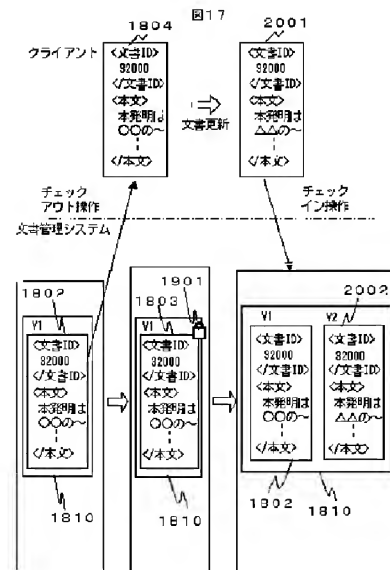 図17
1804
2001
クライアント
<文書ID>
92000
</文書ID>
<本文>
本発明は
○○の～
</本文>
文書更新
<文書ID>
92000
</文書ID>
<本文>
本発明は
△△の～
</本文>
チェック
アウト操作
チェック
イン操作
文書管理システム
1802
V1
<文書ID>
92000
</文書ID>
<本文>
本発明は
○○の～
</本文>
1810
1803
1901
V1
<文書ID>
92000
</文書ID>
<本文>
本発明は
○○の～
</本文>
1810
2002
V1
<文書ID>
92000
</文書ID>
<本文>
本発明は
○○の～
</本文>
V2
<文書ID>
92000
</文書ID>
<本文>
本発明は
△△の～
</本文>
1802
1810